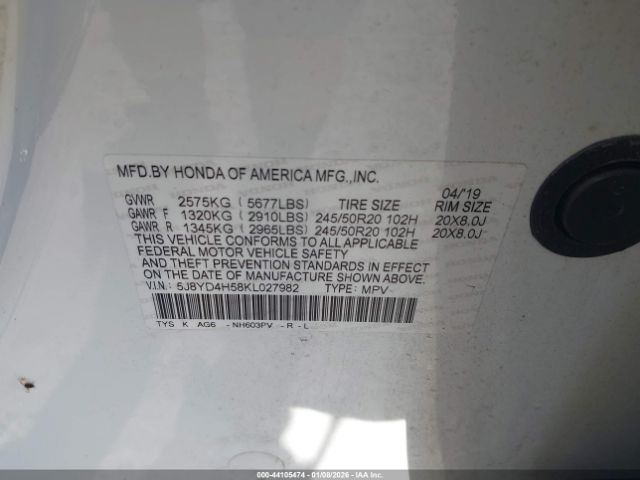 MFD.BY HONDA OF AMERICA MFG.,INC.
04/'19
GVWR 2575KG ( 5677LBS) TIRE SIZE RIM SIZE
GAWR F 1320KG ( 2910LBS) 245/50R20 102H 20X8.0J
GAWR R 1345KG ( 2965LBS) 245/50R20 102H 20X8.0J
THIS VEHICLE CONFORMS TO ALL APPLICABLE
FEDERAL MOTOR VEHICLE SAFETY
AND THEFT PREVENTION STANDARDS IN EFFECT
ON THE DATE OF MANUFACTURE SHOWN ABOVE.
V.I.N.: 5J8YD4H58KL027982 TYPE: MPV
TYS K AG6 -NH603PV -R -L
000-44105474 | 01/08/2026 - COPYRIGHT IAA, LLC.